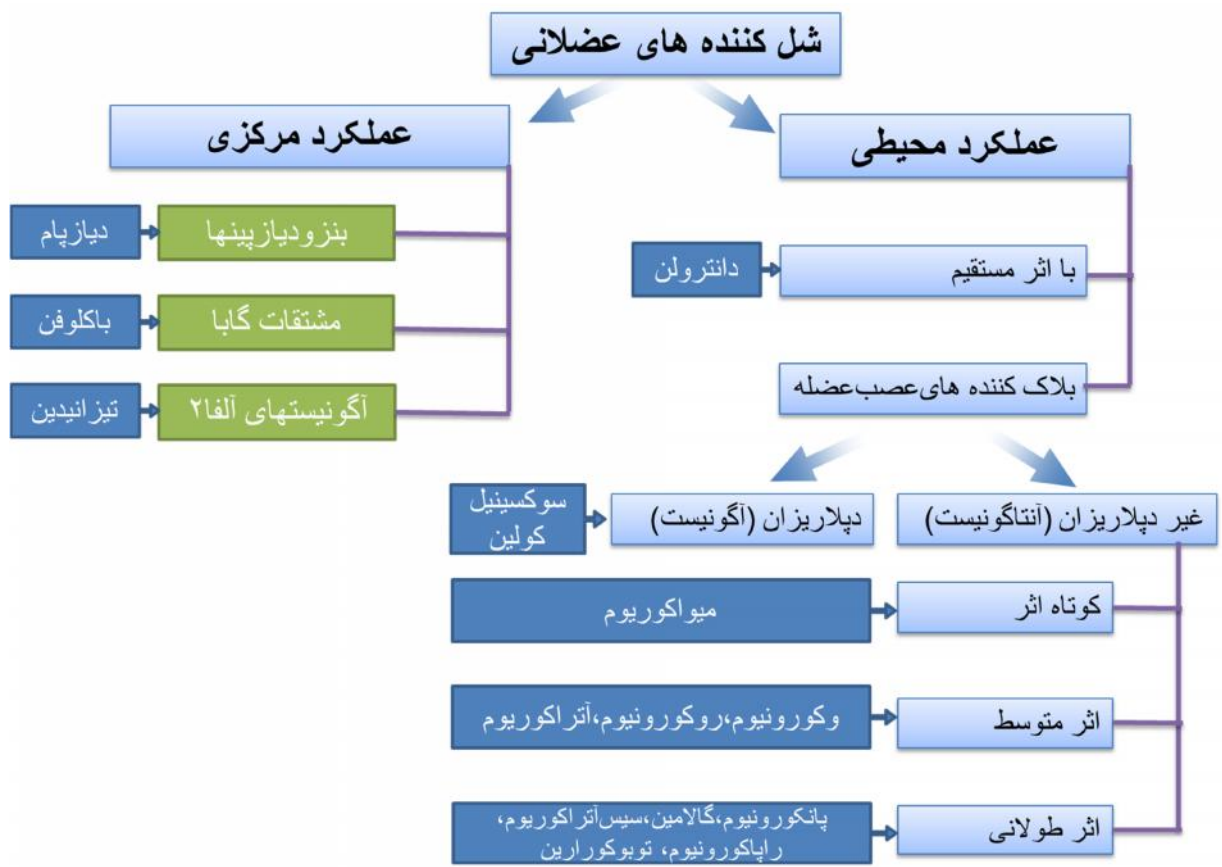 شل کننده های عضلانی
عملکرد محیطی
عملکرد مرکزی
بنزودیازپینها
دیازپام
با اثر مستقیم
دانترولن
مشتقات گابا
باکلوفن
بلاک کننده های‌عصب‌عضله
آگونیستهای آلفا۲
تیزانیدین
غیر دپلاریزان (آنتاگونیست)
دپلاریزان (آگونیست)
سوکسینیل
کولین
کوتاه اثر
میواکوریوم
اثر متوسط
وکورونیوم،روکورونیوم،آتراکوریوم
اثر طولانی
پانکورونیوم،گالامین،سیس‌آتراکوریوم،
راپاکورونیوم، توبوکورارین